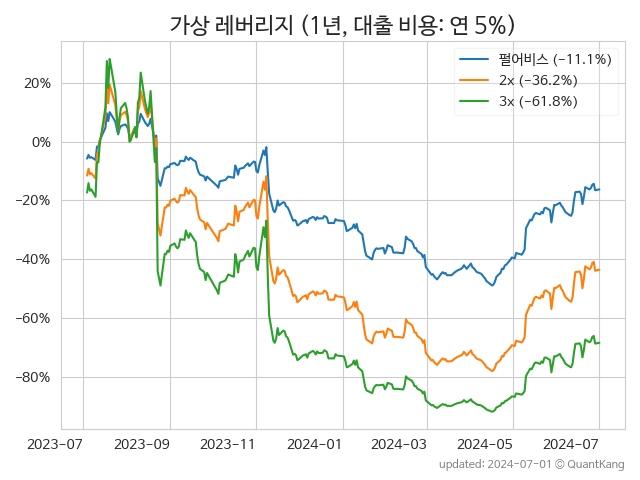 가상 레버리지 (1년, 대출 비용: 연 5%)
펄어비스 (-11.1%)
2x (-36.2%)
3x (-61.8%)
20%
0%
-20%
-40%
-60%
-80%
2023-07 2023-09 2023-11 2024-01 2024-03 2024-05 2024-07
updated: 2024-07-01 © QuantKang